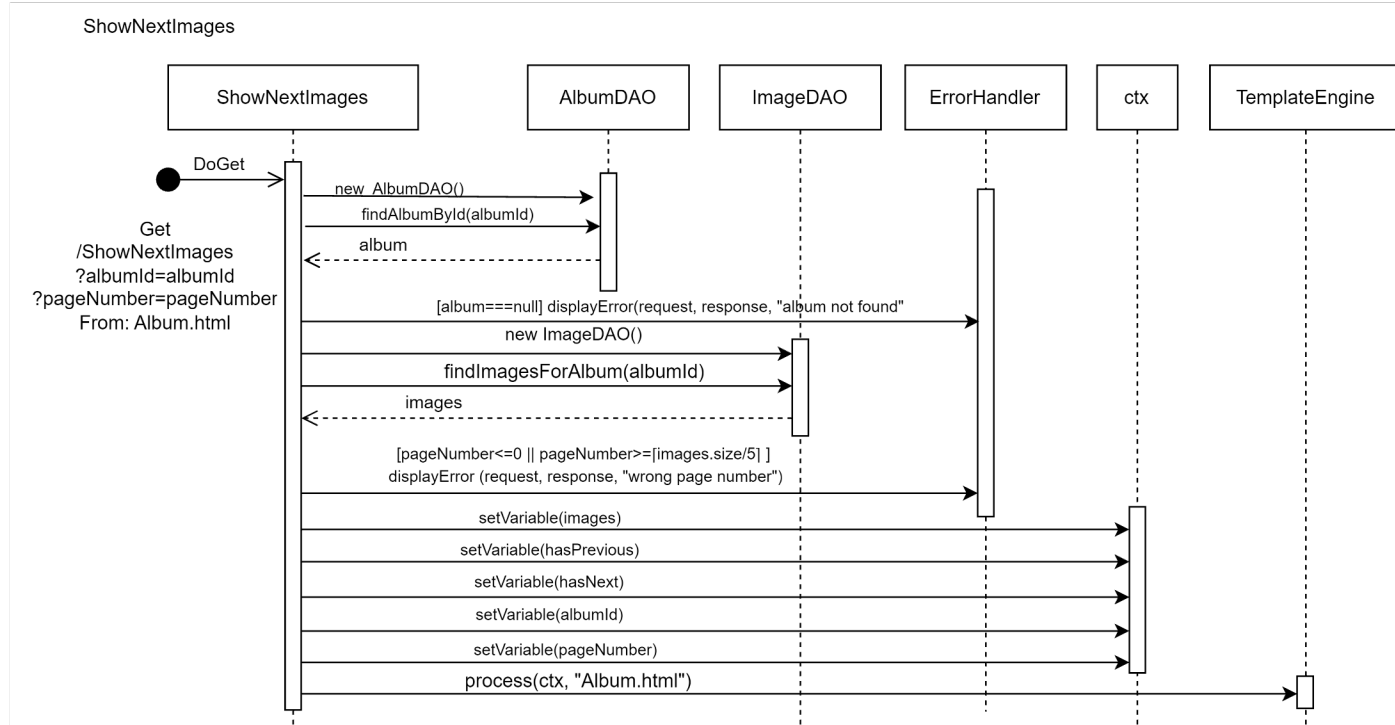 ShowNextImages
ShowNextImages
AlbumDAO
ImageDAO
ErrorHandler
ctx
TemplateEngine
DoGet
new AlbumDAO()
findAlbumById(albumId)
Get
/ShowNextImages
?albumId=albumId
?pageNumber=pageNumber
From: Album.html
album
[album===null] displayError(request, response, "album not found"
new ImageDAO()
findImagesForAlbum(albumId)
images
[pageNumber<=0 || pageNumber>=⌈images.size/5⌉ ]
displayError (request, response, "wrong page number")
setVariable(images)
setVariable(hasPrevious)
setVariable(hasNext)
setVariable(albumId)
setVariable(pageNumber)
process(ctx, "Album.html")